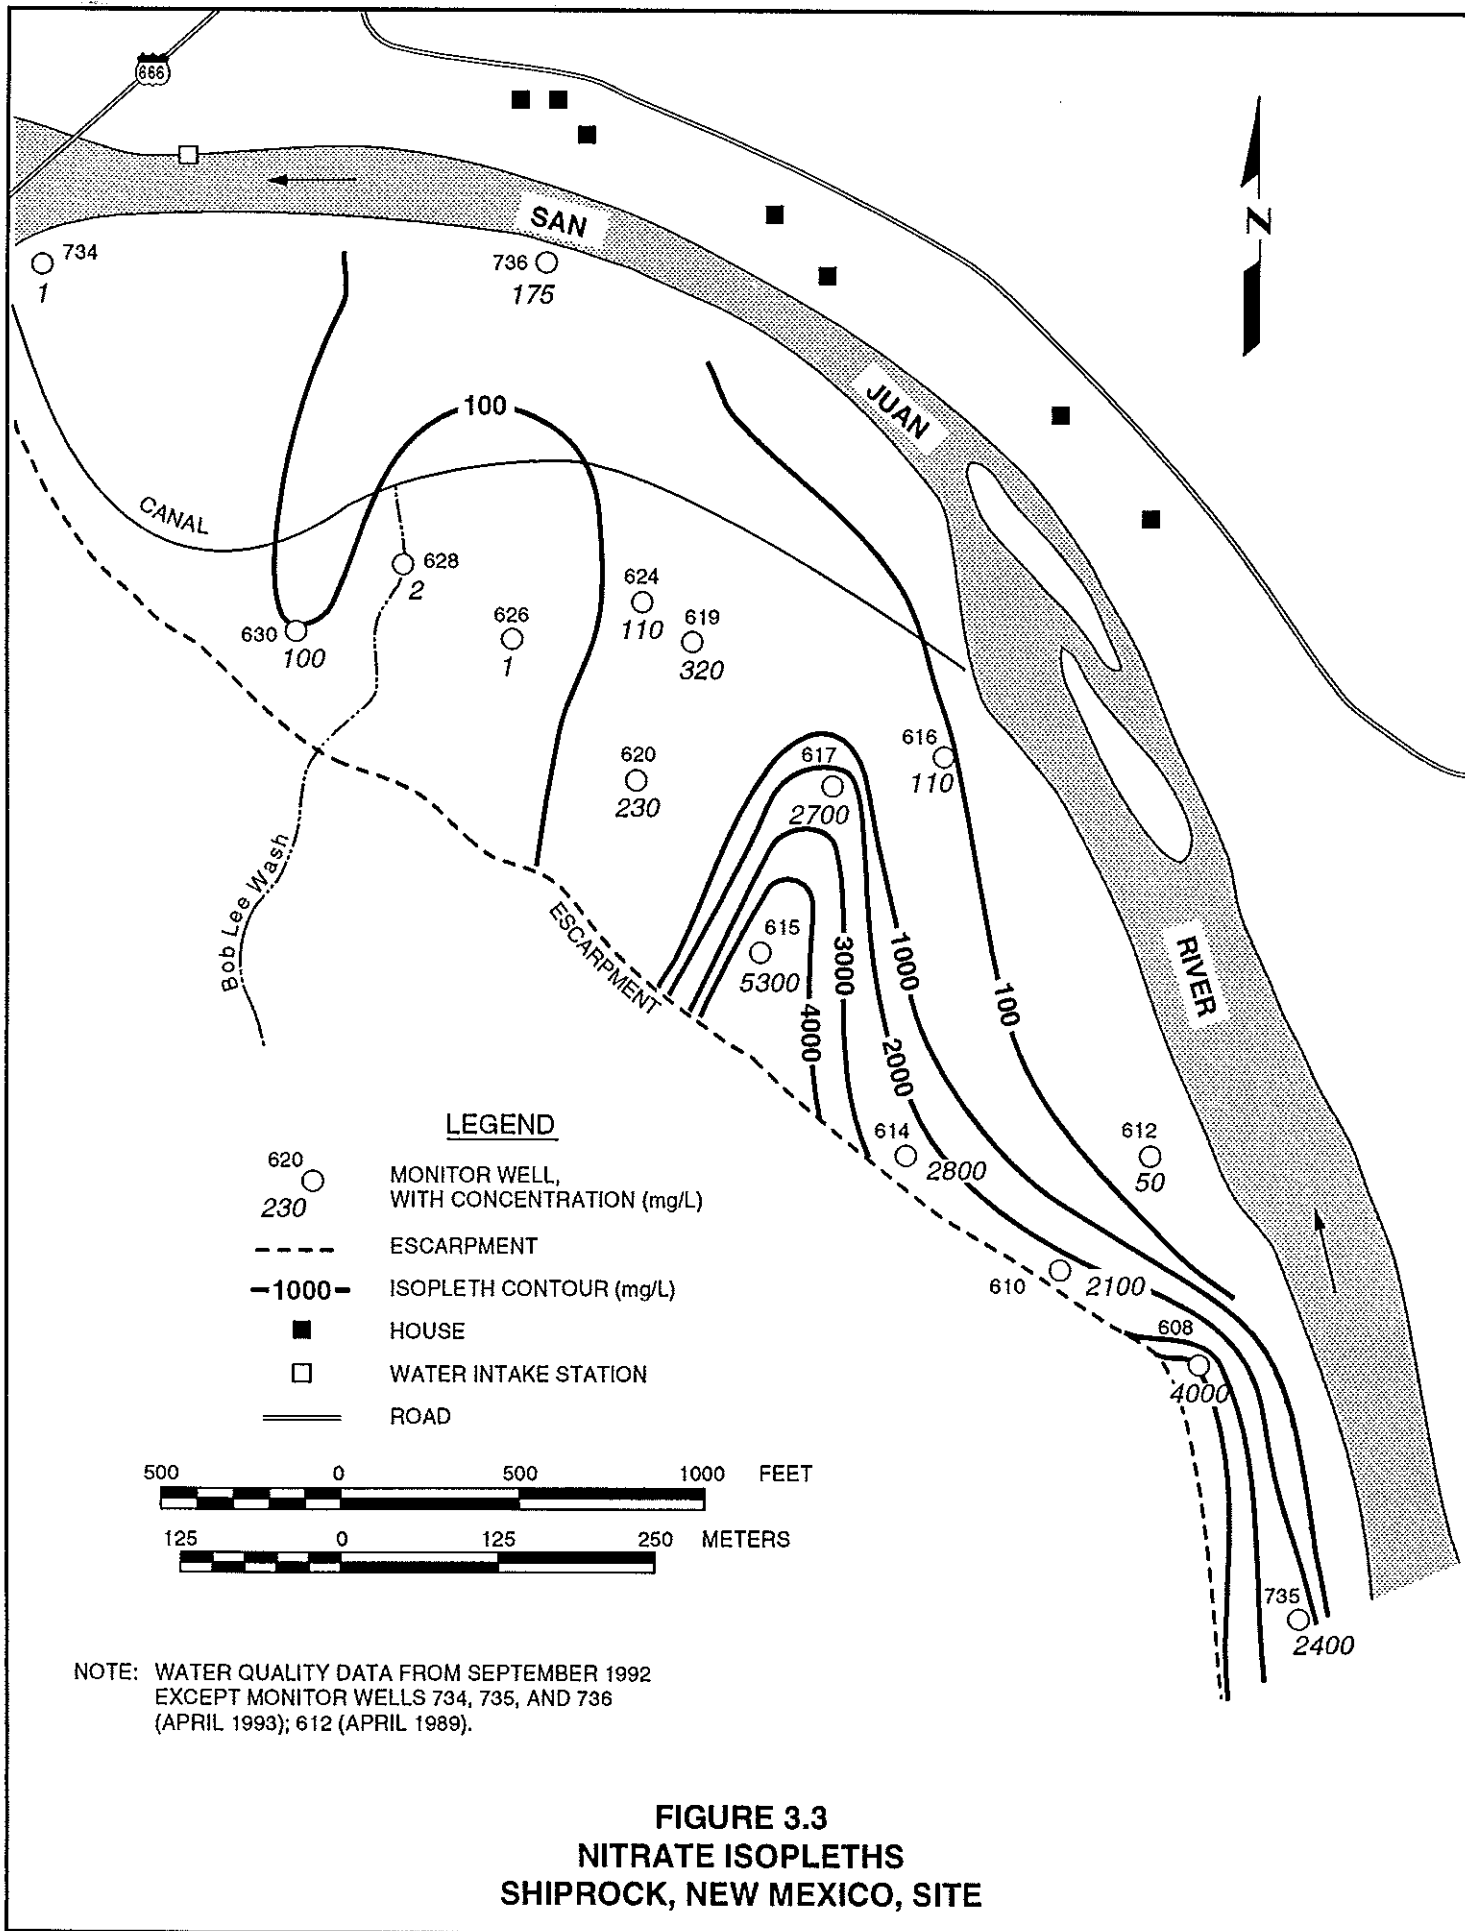 666
SAN
734
1
736
175
JUAN
100
CANAL
628
2
624
110
619
320
630
100
626
1
616
110
620
230
617
2700
Bob Lee Wash
ESCARPMENT
615
5300
3000
1000
4000
2000
100
RIVER
614
2800
612
50
610
2100
608
4000
735
2400
N
LEGEND
620
230
MONITOR WELL,
WITH CONCENTRATION (mg/L)
ESCARPMENT
1000
ISOPLETH CONTOUR (mg/L)
HOUSE
WATER INTAKE STATION
ROAD
500 0 500 1000 FEET
125 0 125 250 METERS
NOTE: WATER QUALITY DATA FROM SEPTEMBER 1992
EXCEPT MONITOR WELLS 734, 735, AND 736
(APRIL 1993); 612 (APRIL 1989).
FIGURE 3.3
NITRATE ISOPLETHS
SHIPROCK, NEW MEXICO, SITE